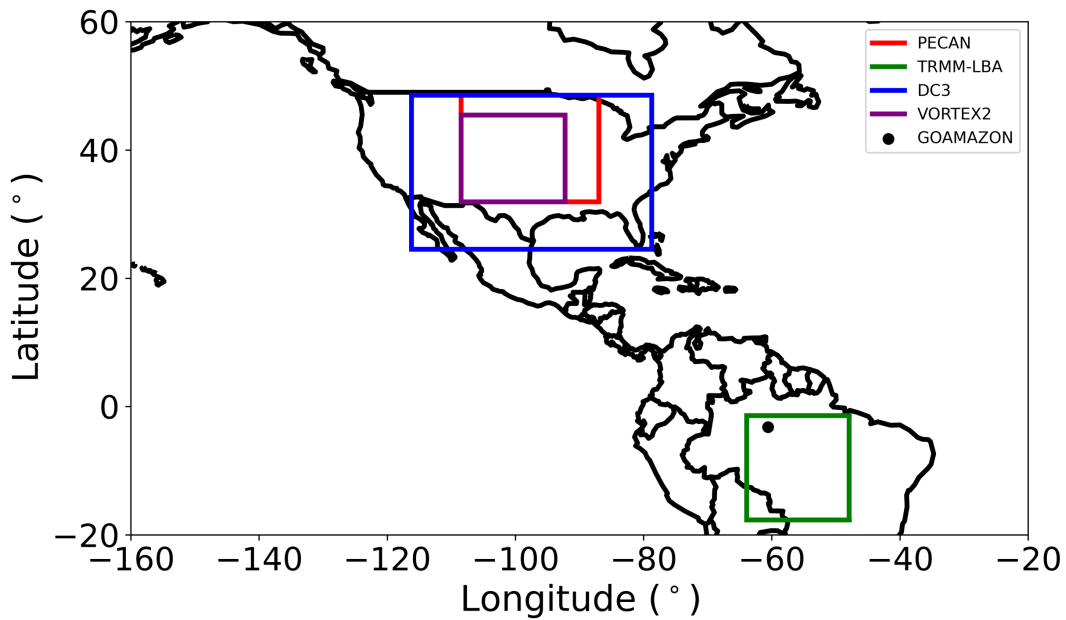 60
40
20
0
−20
−160
−140
−120
−100
−80
−60
−40
−20
Latitude (°)
Longitude (°)
PECAN
TRMM-LBA
DC3
VORTEX2
GOAMAZON